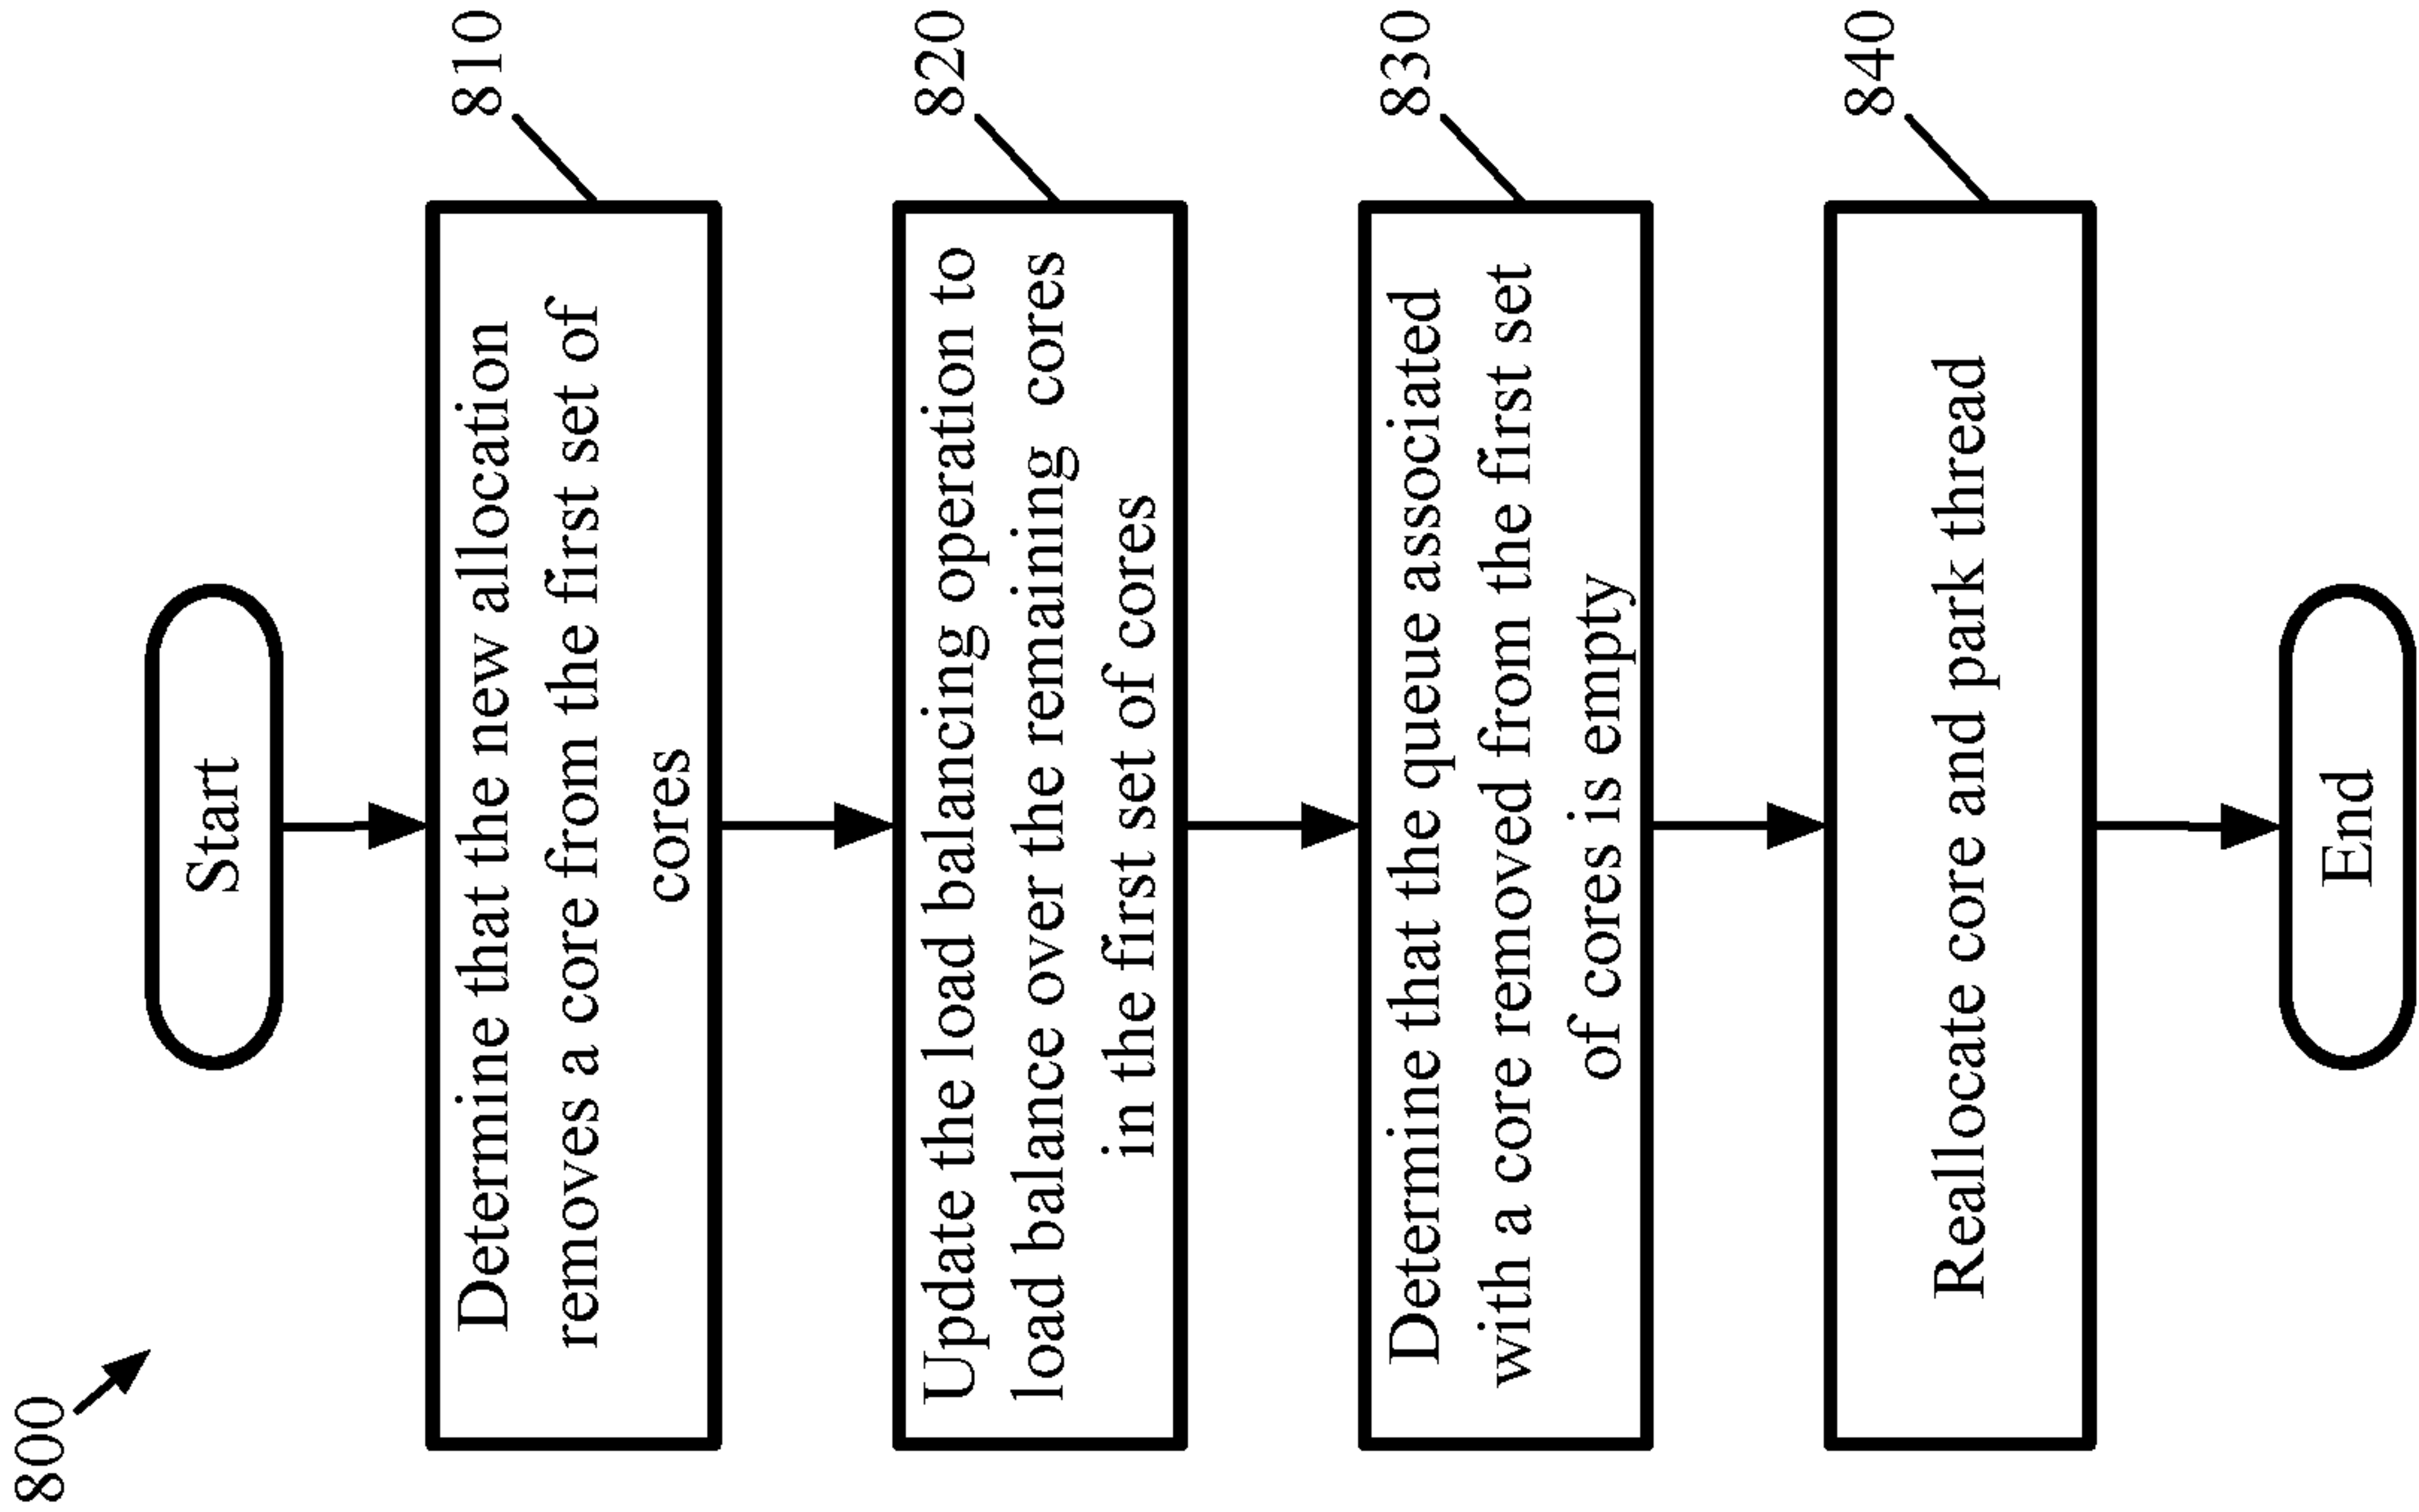 800
Start
Determine that the new allocation
removes a core from the first set of
cores
810
Update the load balancing operation to
load balance over the remaining cores
in the first set of cores
820
Determine that the queue associated
with a core removed from the first set
of cores is empty
830
Reallocate core and park thread
840
End